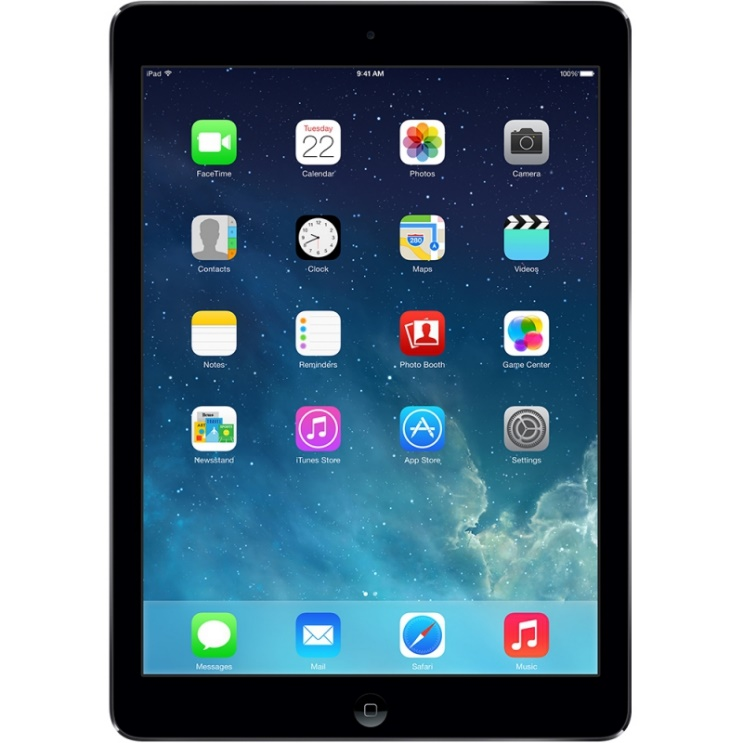 iPad 9:41 AM 100%
Tuesday
22
FaceTime Calendar Photos Camera
280
Contacts Clock Maps Videos
Notes Reminders Photo Booth Game Center
Newsstand iTunes Store App Store Settings
Messages Mail Safari Music